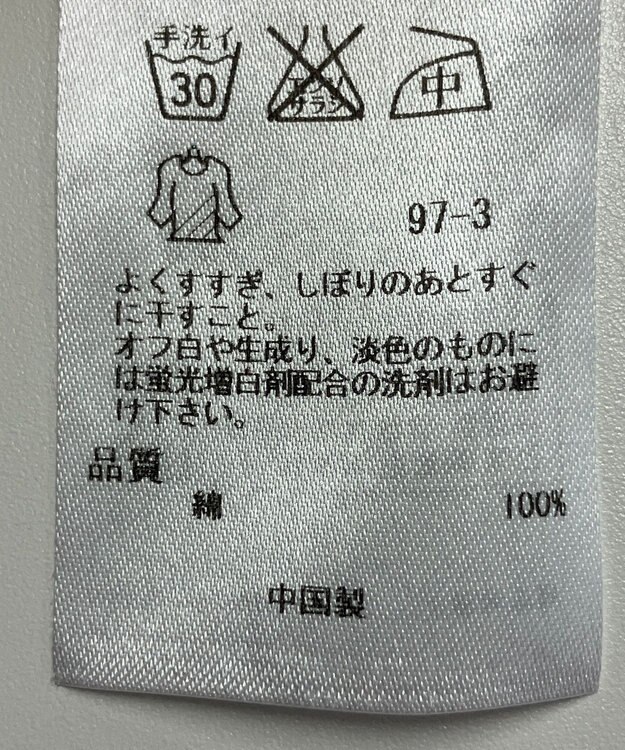 手洗イ
30
エンソ
サラシ
中
97-3
よくすすぎ、しぼりのあとすぐ
に干すこと。
オフ白や生成り、淡色のものに
は蛍光増白剤配合の洗剤はお避
け下さい。
品質
綿 100%
中国製